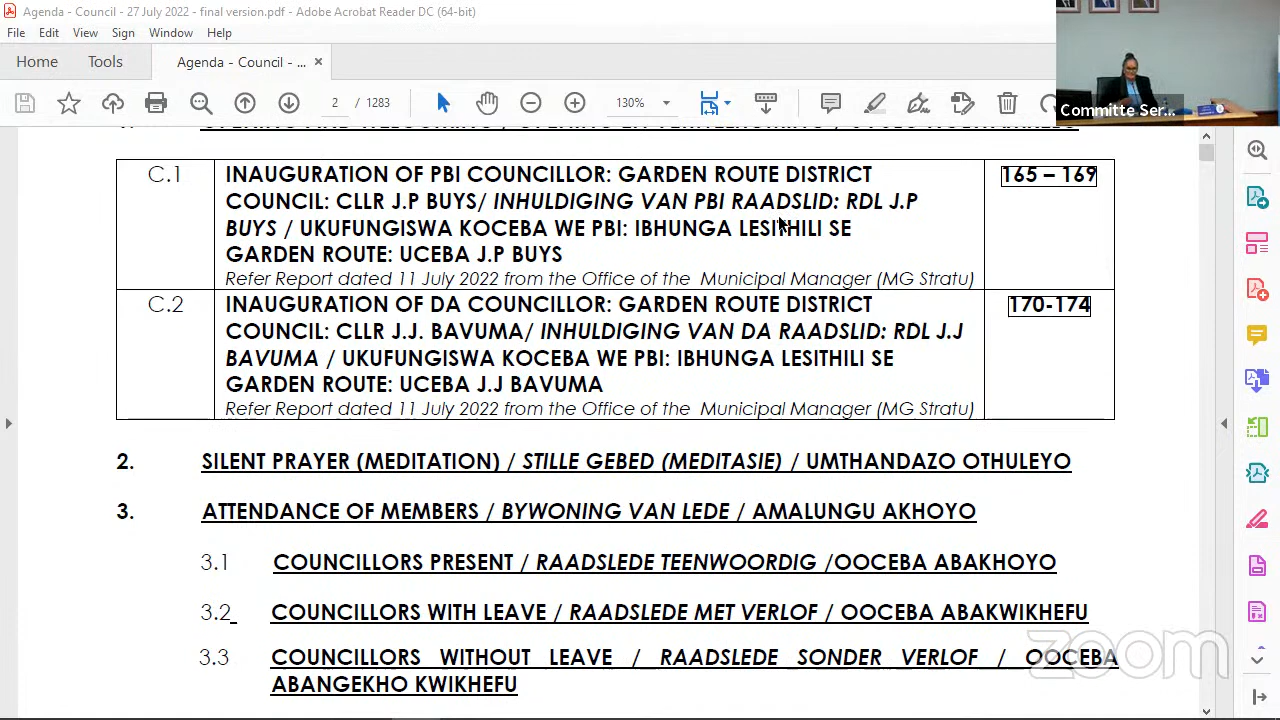 Agenda - Council - 27 July 2022 - final version.pdf - Adobe Acrobat Reader DC (64-bit)
File Edit View Sign Window Help
Home Tools Agenda - Council - ... ×
2 / 1283 130%
Committe Ser...
C.1 INAUGURATION OF PBI COUNCILLOR: GARDEN ROUTE DISTRICT 165 – 169
COUNCIL: CLLR J.P BUYS/ INHULDIGING VAN PBI RAADSLID: RDL J.P
BUYS / UKUFUNGISWA KOCEBA WE PBI: IBHUNGA LESITHILI SE
GARDEN ROUTE: UCEBA J.P BUYS
Refer Report dated 11 July 2022 from the Office of the Municipal Manager (MG Stratu)
C.2 INAUGURATION OF DA COUNCILLOR: GARDEN ROUTE DISTRICT 170-174
COUNCIL: CLLR J.J. BAVUMA/ INHULDIGING VAN DA RAADSLID: RDL J.J
BAVUMA / UKUFUNGISWA KOCEBA WE PBI: IBHUNGA LESITHILI SE
GARDEN ROUTE: UCEBA J.J BAVUMA
Refer Report dated 11 July 2022 from the Office of the Municipal Manager (MG Stratu)
2. SILENT PRAYER (MEDITATION) / STILLE GEBED (MEDITASIE) / UMTHANDAZO OTHULEYO
3. ATTENDANCE OF MEMBERS / BYWONING VAN LEDE / AMALUNGU AKHOYO
3.1 COUNCILLORS PRESENT / RAADSLEDE TEENWOORDIG /OOCEBA ABAKHOYO
3.2 COUNCILLORS WITH LEAVE / RAADSLEDE MET VERLOF / OOCEBA ABAKWIKHEFU
3.3 COUNCILLORS WITHOUT LEAVE / RAADSLEDE SONDER VERLOF / OOCEBA
ABANGEKHO KWIKHEFU
zoom